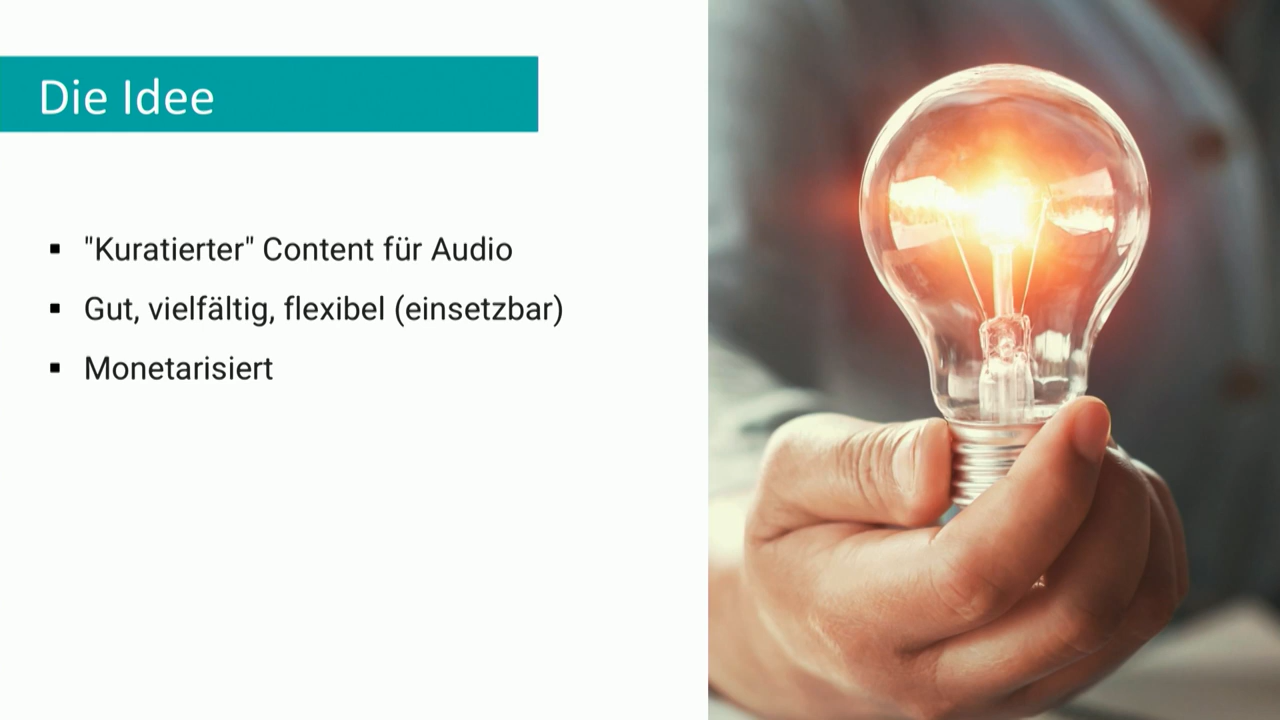 Die Idee
"Kuratierter" Content für Audio
Gut, vielfältig, flexibel (einsetzbar)
Monetarisiert